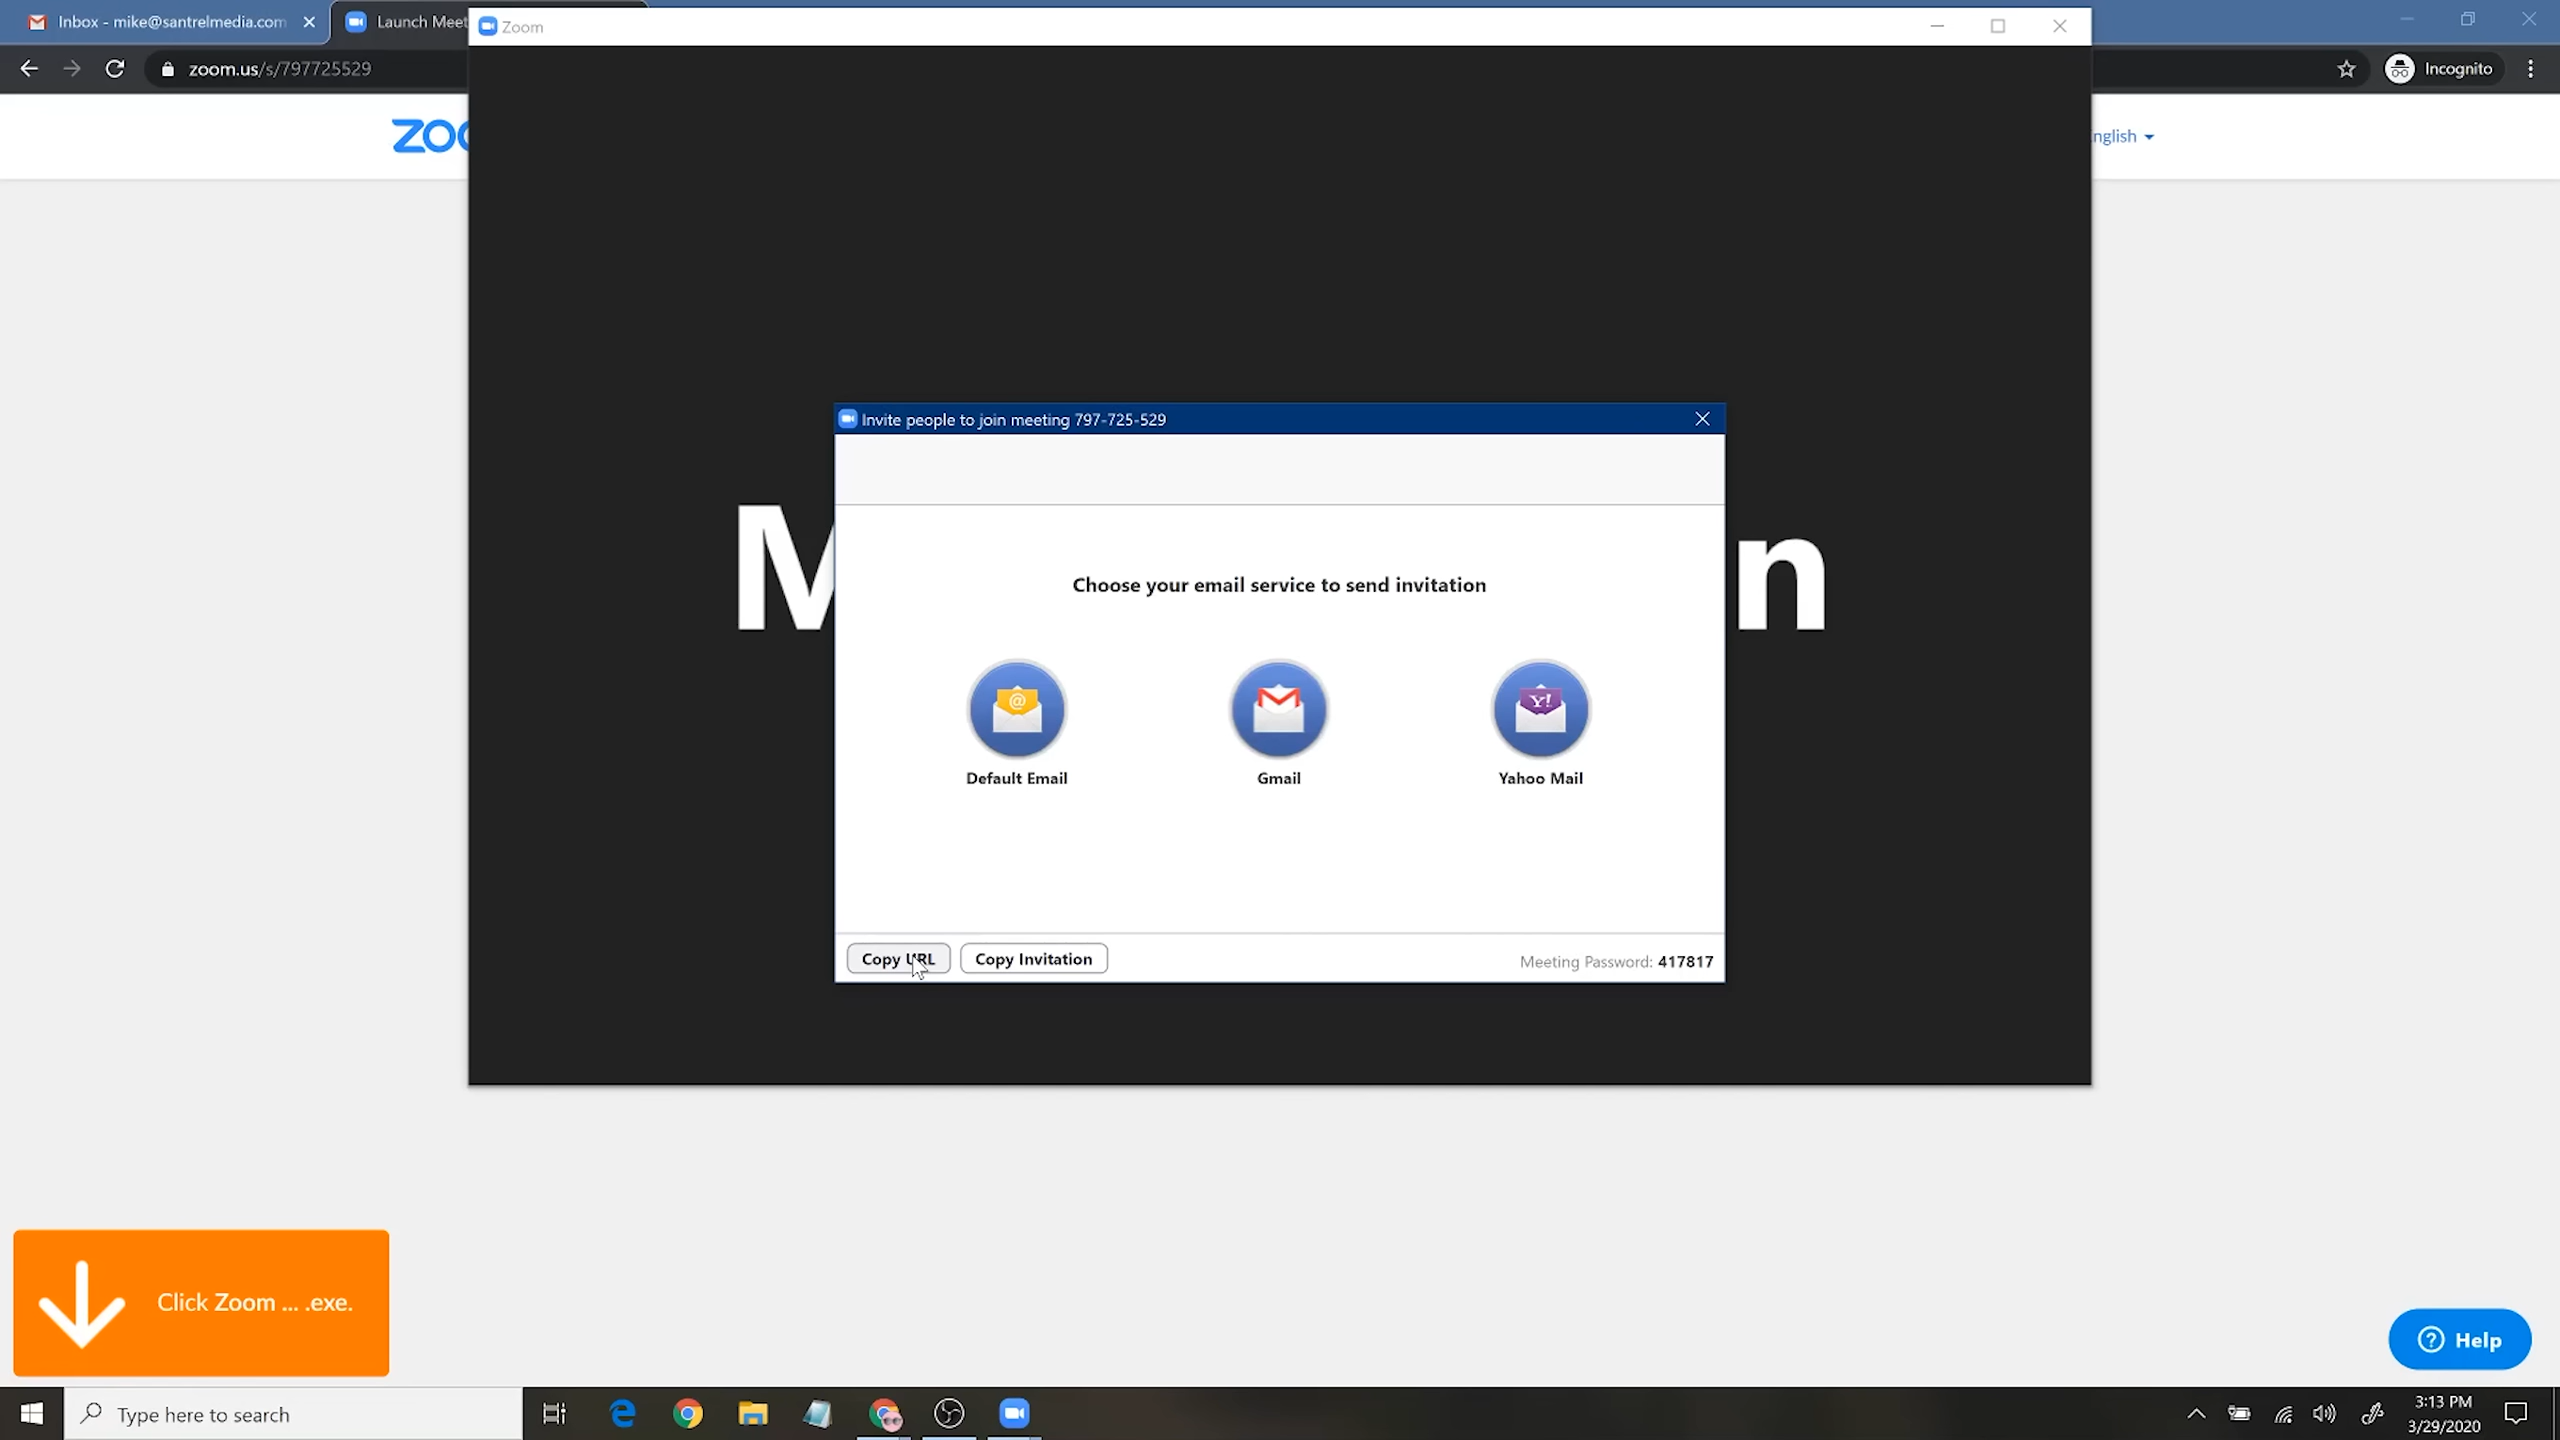 Inbox - mike@santrelmedia.com
Launch Meet
Zoom
zoom.us/s/797725529
Incognito
ZOO
nglish
Invite people to join meeting 797-725-529
M
n
Choose your email service to send invitation
@
Y!
Default Email
Gmail
Yahoo Mail
Copy URL
Copy Invitation
Meeting Password: 417817
Click Zoom ... .exe.
Help
Type here to search
3:13 PM
3/29/2020